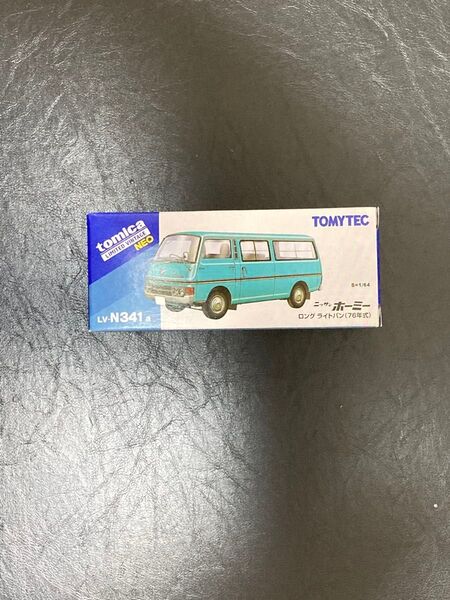 tomica
LIMITED VINTAGE
NEO
LV-N341a
TOMYTEC
S=1/64
ニッサン ホーミー
ロング ライトバン(76年式)